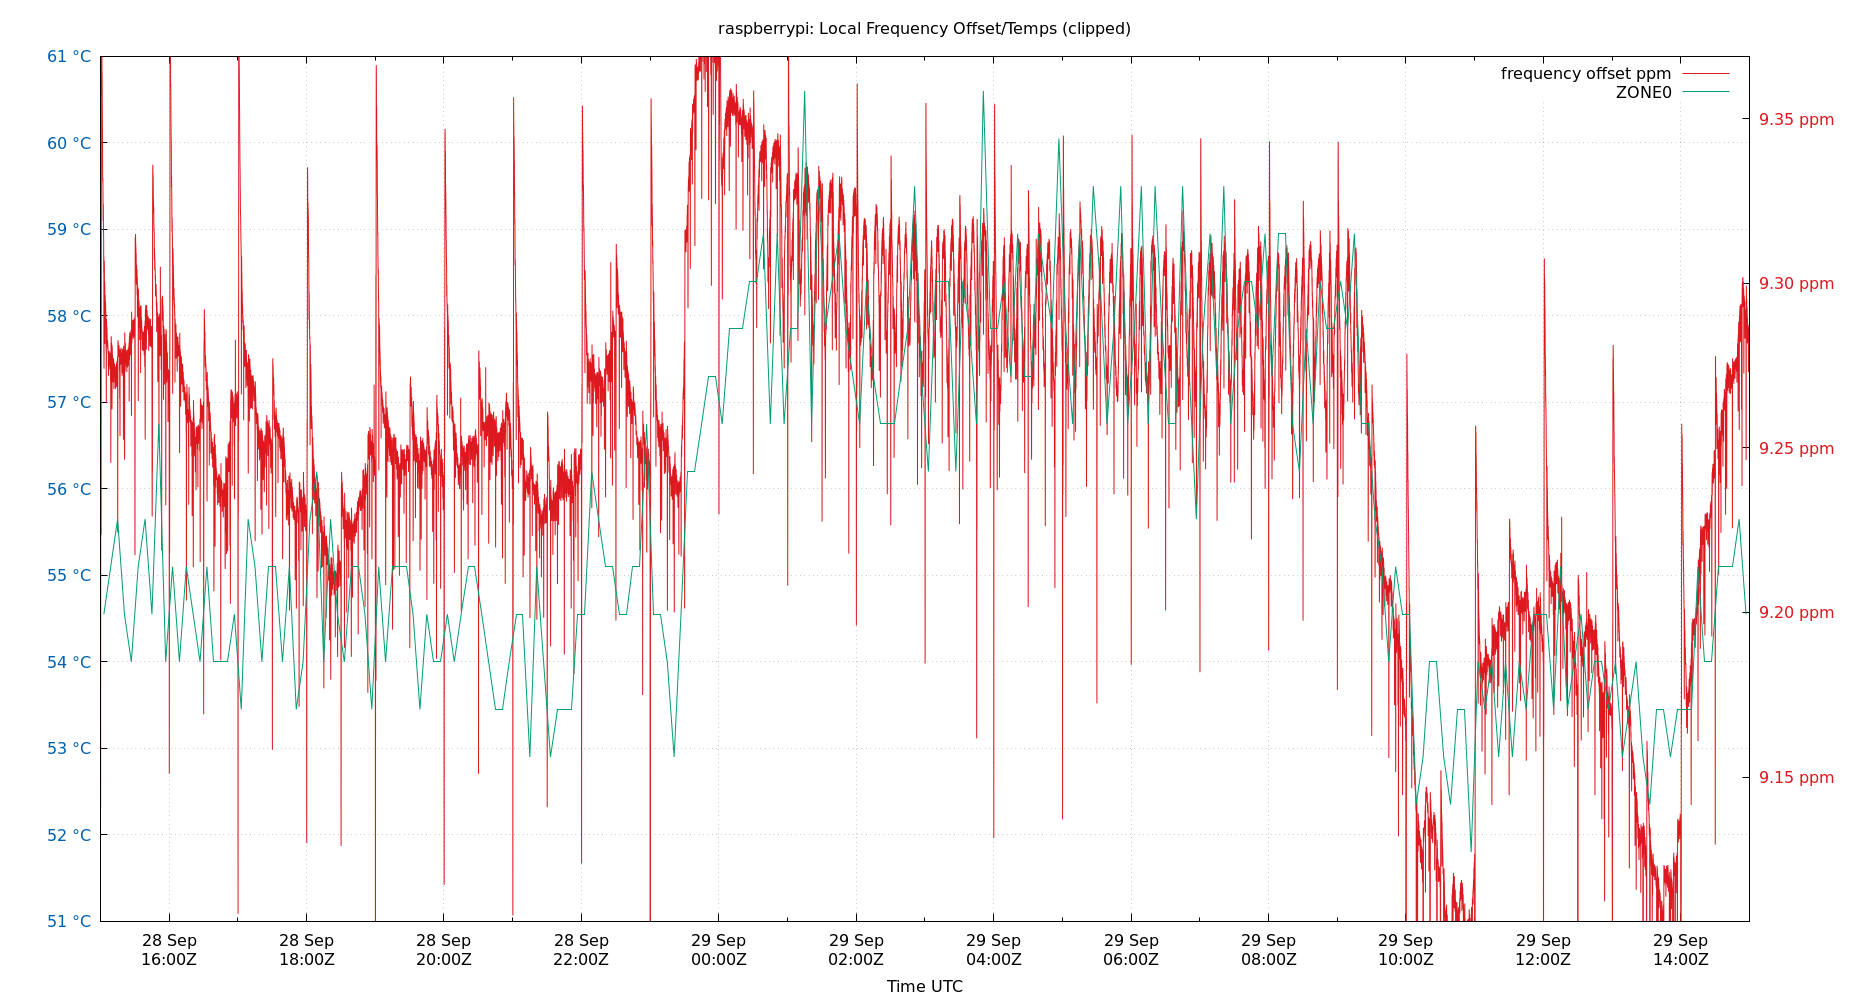 raspberrypi: Local Frequency Offset/Temps (clipped)
61 °C
60 °C
59 °C
58 °C
57 °C
56 °C
55 °C
54 °C
53 °C
52 °C
51 °C
frequency offset ppm
ZONE0
9.35 ppm
9.30 ppm
9.25 ppm
9.20 ppm
9.15 ppm
28 Sep
16:00Z
28 Sep
18:00Z
28 Sep
20:00Z
28 Sep
22:00Z
29 Sep
00:00Z
29 Sep
02:00Z
29 Sep
04:00Z
29 Sep
06:00Z
29 Sep
08:00Z
29 Sep
10:00Z
29 Sep
12:00Z
29 Sep
14:00Z
Time UTC